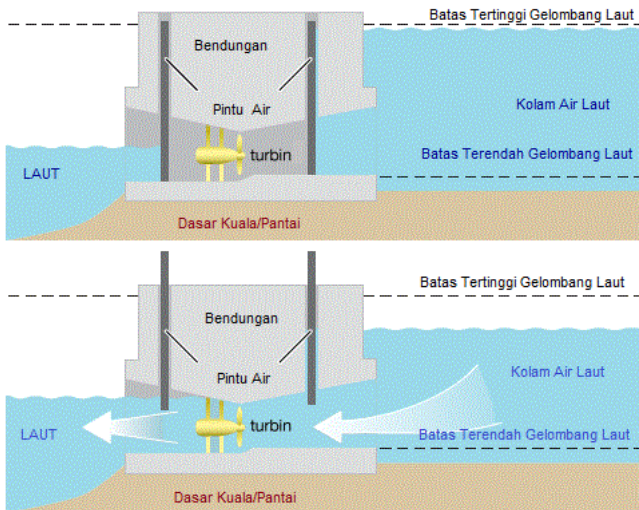 Batas Tertinggi Gelombang Laut
Bendungan
Kolam Air Laut
Pintu Air
turbin
Batas Terendah Gelombang Laut
LAUT
Dasar Kuala/Pantai
Batas Tertinggi Gelombang Laut
Bendungan
Kolam Air Laut
Pintu Air
turbin
LAUT
Batas Terendah Gelombang Laut
Dasar Kuala/Pantai